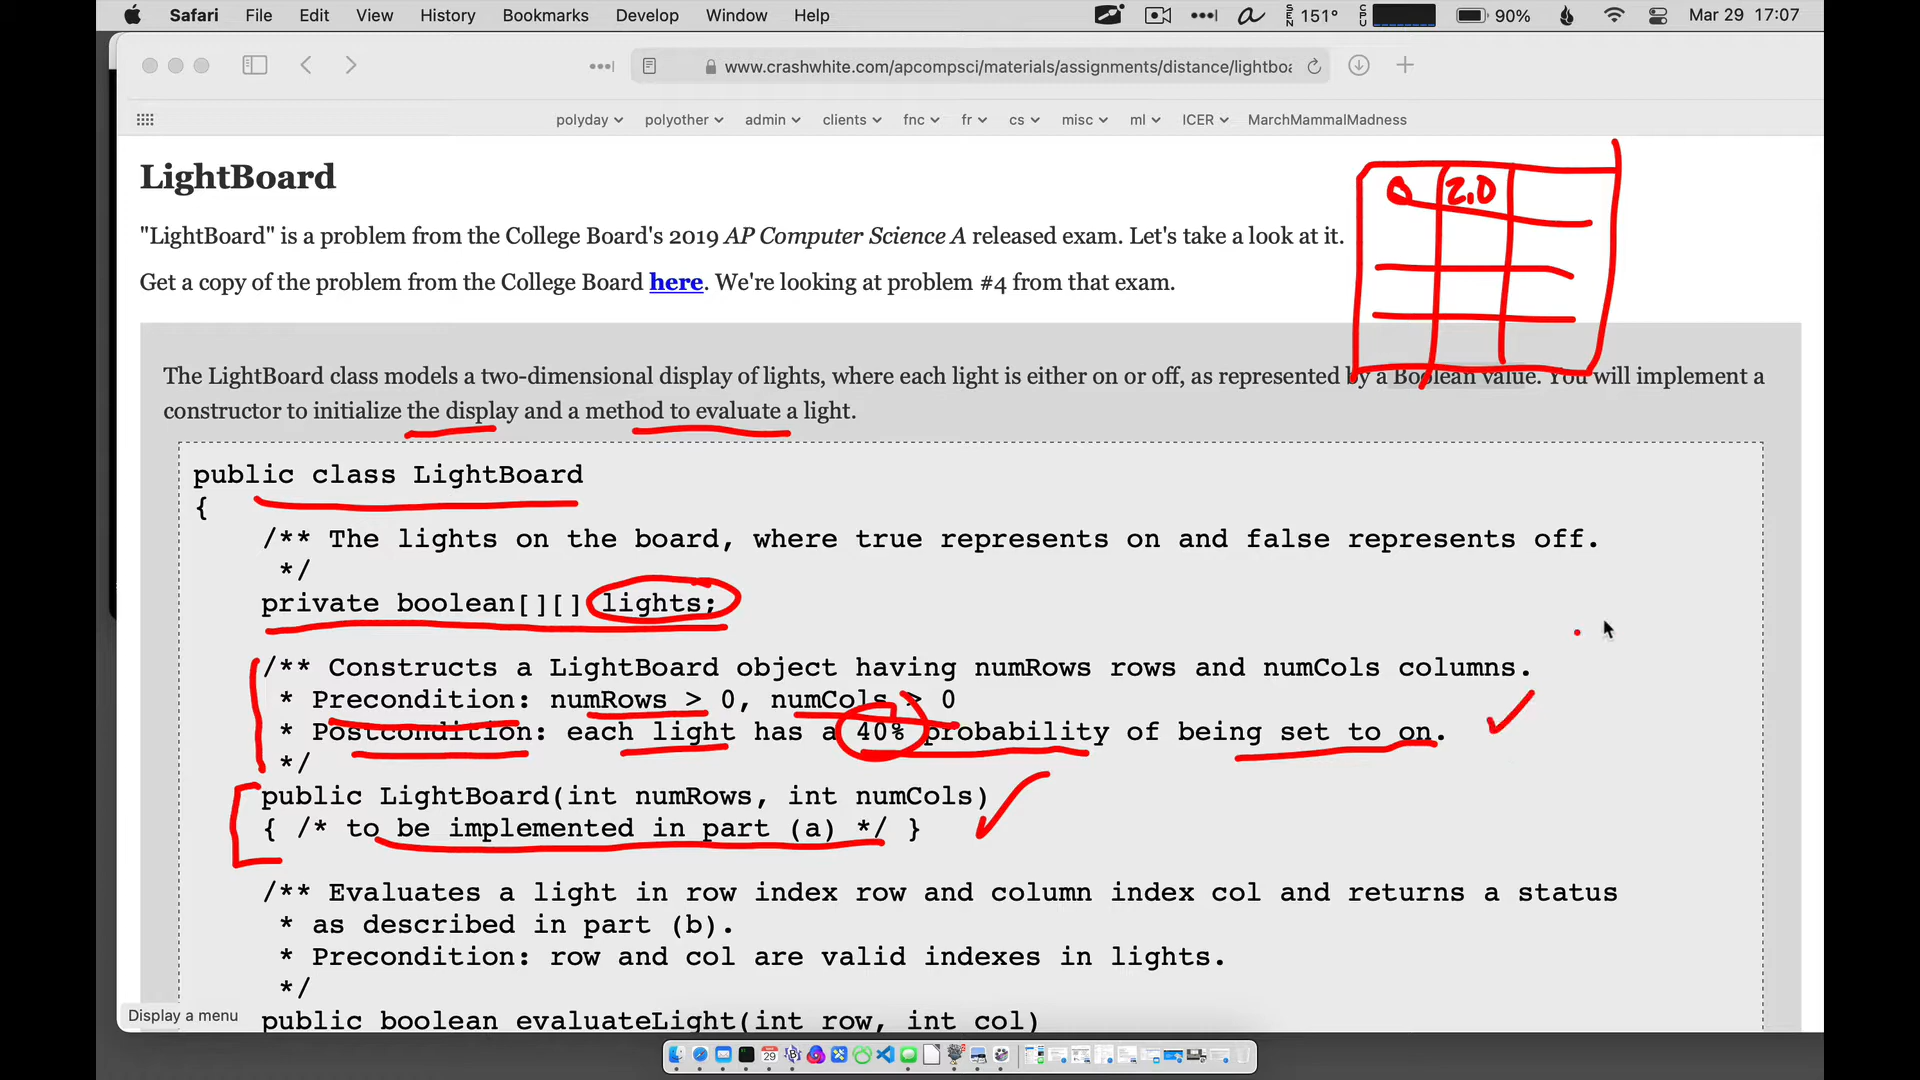 Safari File Edit View History Bookmarks Develop Window Help SEN 151° CPU 90% Mar 29 17:07
www.crashwhite.com/apcompsci/materials/assignments/distance/lightboa
polyday polyother admin clients fnc fr cs misc ml ICER MarchMammalMadness
LightBoard
2,0
"LightBoard" is a problem from the College Board's 2019 AP Computer Science A released exam. Let's take a look at it.
Get a copy of the problem from the College Board here. We're looking at problem #4 from that exam.
The LightBoard class models a two-dimensional display of lights, where each light is either on or off, as represented by a Boolean value. You will implement a
constructor to initialize the display and a method to evaluate a light.
public class LightBoard
{
/** The lights on the board, where true represents on and false represents off.
*/
private boolean[][] lights;
/** Constructs a LightBoard object having numRows rows and numCols columns.
* Precondition: numRows > 0, numCols > 0
* Postcondition: each light has a 40% probability of being set to on.
*/
public LightBoard(int numRows, int numCols)
{ /* to be implemented in part (a) */ }
/** Evaluates a light in row index row and column index col and returns a status
* as described in part (b).
* Precondition: row and col are valid indexes in lights.
*/
Display a menu
public boolean evaluateLight(int row, int col)
29